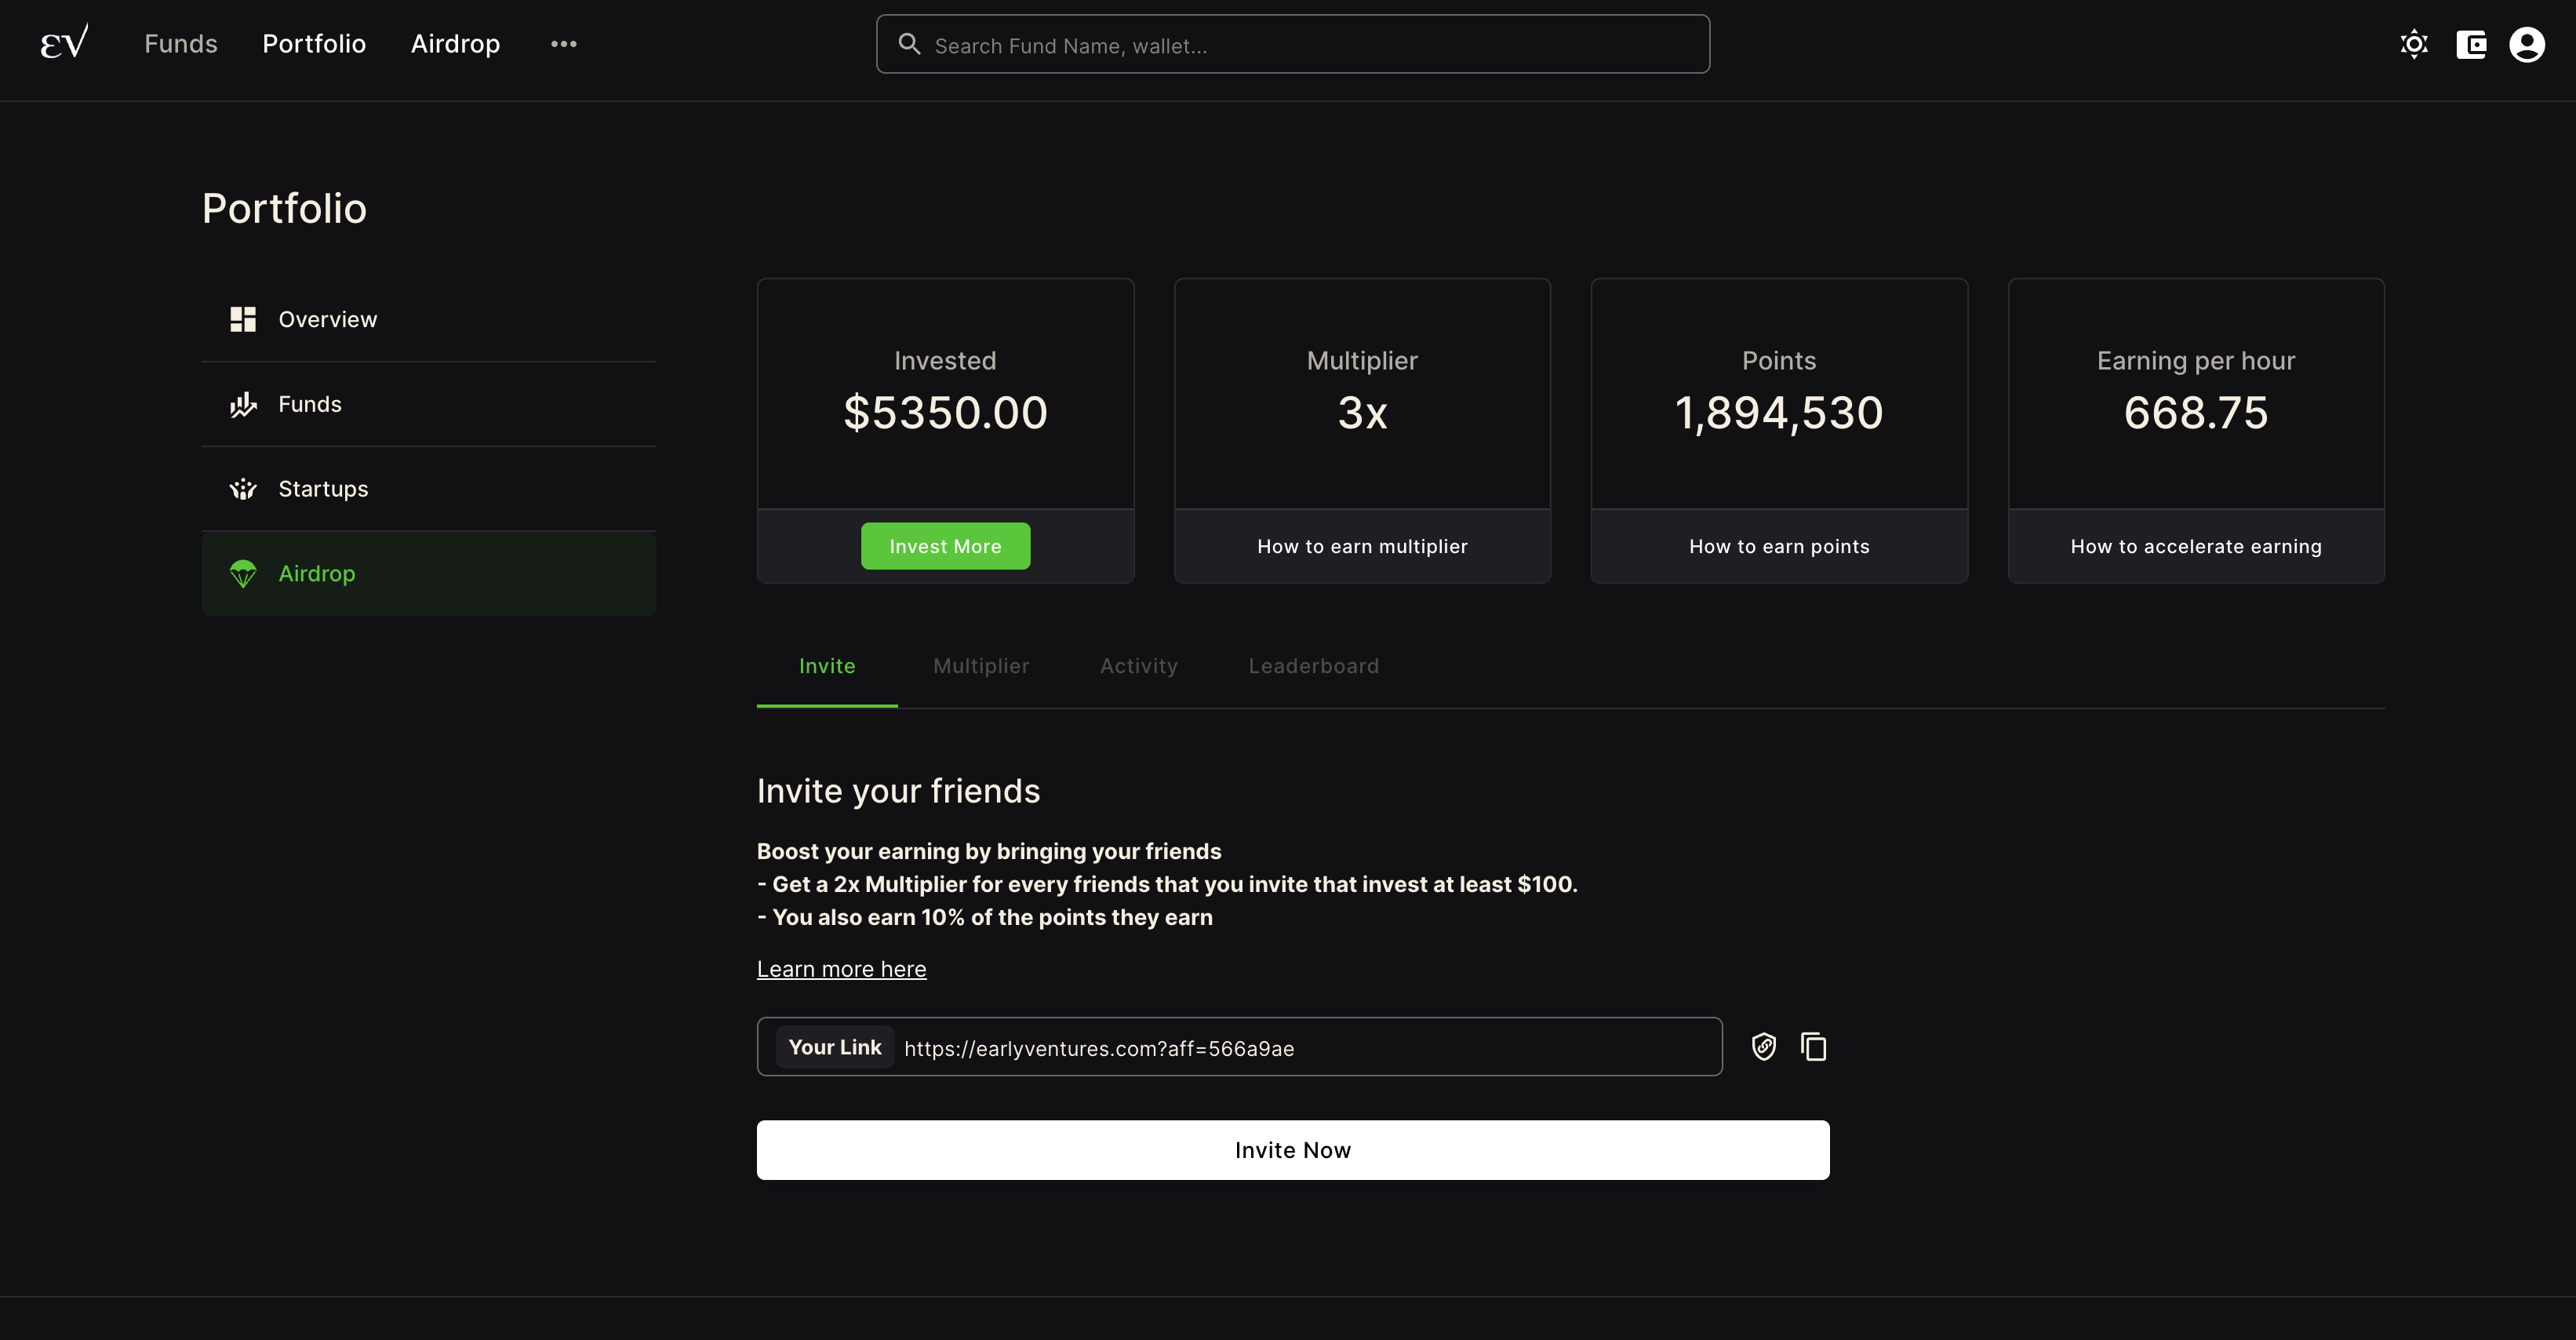 εV
Funds
Portfolio
Airdrop
Search Fund Name, wallet...
Portfolio
Overview
Funds
Startups
Airdrop
Invested
$5350.00
Invest More
Multiplier
3x
How to earn multiplier
Points
1,894,530
How to earn points
Earning per hour
668.75
How to accelerate earning
Invite
Multiplier
Activity
Leaderboard
Invite your friends
Boost your earning by bringing your friends
- Get a 2x Multiplier for every friends that you invite that invest at least $100.
- You also earn 10% of the points they earn
Learn more here
Your Link https://earlyventures.com?aff=566a9ae
Invite Now